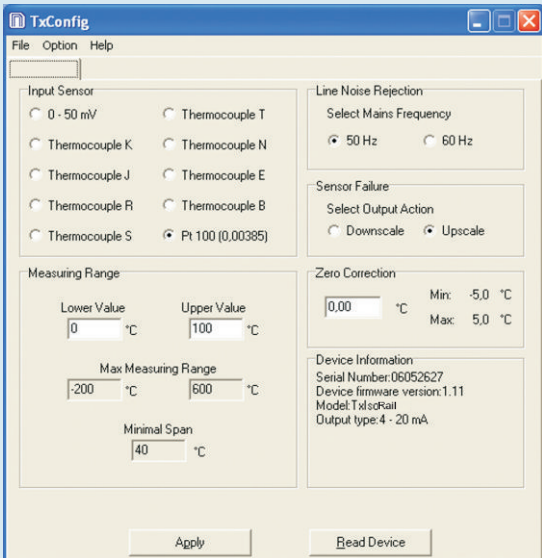 TxConfig
File Option Help
Input Sensor
0 - 50 mV
Thermocouple T
Thermocouple K
Thermocouple N
Thermocouple J
Thermocouple E
Thermocouple R
Thermocouple B
Thermocouple S
Pt 100 (0,00385)
Line Noise Rejection
Select Mains Frequency
50 Hz
60 Hz
Sensor Failure
Select Output Action
Downscale
Upscale
Measuring Range
Lower Value
Upper Value
0 °C
100 °C
Max Measuring Range
-200 °C
600 °C
Minimal Span
40 °C
Zero Correction
0,00 °C
Min: -5,0 °C
Max: 5,0 °C
Device Information
Serial Number:06052627
Device firmware version:1.11
Model:TxIsoRail
Output type:4 - 20 mA
Apply
Read Device